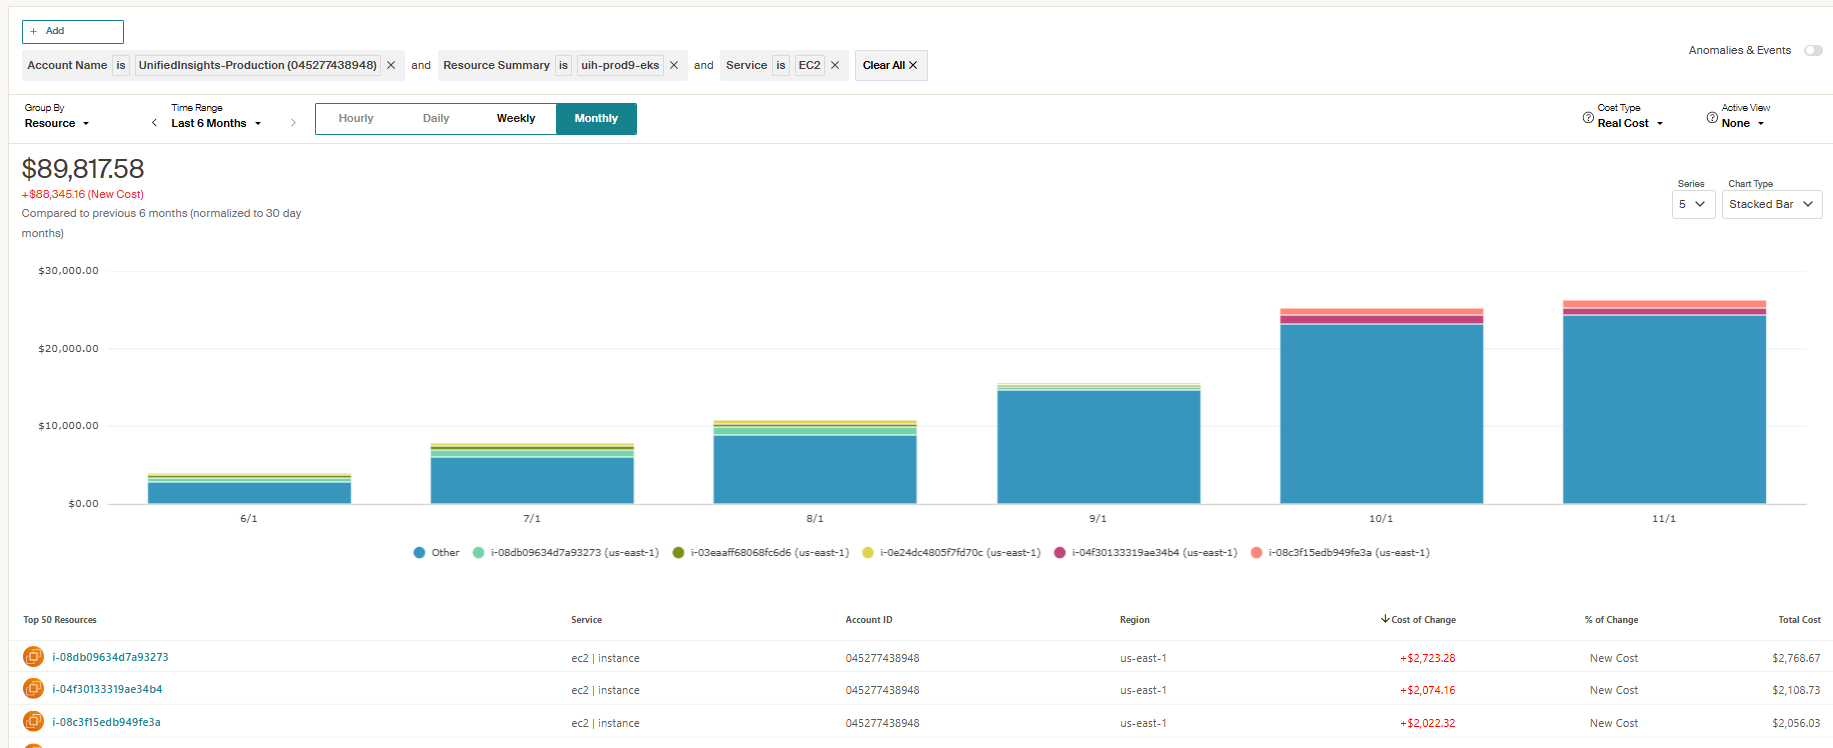 + Add
Account Name is UnifiedInsights-Production (045277438948) × and Resource Summary is uih-prod9-eks × and Service is EC2 × Clear All ×
Anomalies & Events
Group By
Resource
Time Range
Last 6 Months
Hourly Daily Weekly Monthly
Cost Type
Real Cost
Active View
None
$89,817.58
+$88,345.16 (New Cost)
Compared to previous 6 months (normalized to 30 day
months)
Series
5
Chart Type
Stacked Bar
$30,000.00
$20,000.00
$10,000.00
$0.00
6/1 7/1 8/1 9/1 10/1 11/1
Other i-08db09634d7a93273 (us-east-1) i-03eaaff68068fc6d6 (us-east-1) i-0e24dc4805f7fd70c (us-east-1) i-04f30133319ae34b4 (us-east-1) i-08c3f15edb949fe3a (us-east-1)
Top 50 Resources Service Account ID Region Cost of Change % of Change Total Cost
i-08db09634d7a93273 ec2 | instance 045277438948 us-east-1 +$2,723.28 New Cost $2,768.67
i-04f30133319ae34b4 ec2 | instance 045277438948 us-east-1 +$2,074.16 New Cost $2,108.73
i-08c3f15edb949fe3a ec2 | instance 045277438948 us-east-1 +$2,022.32 New Cost $2,056.03